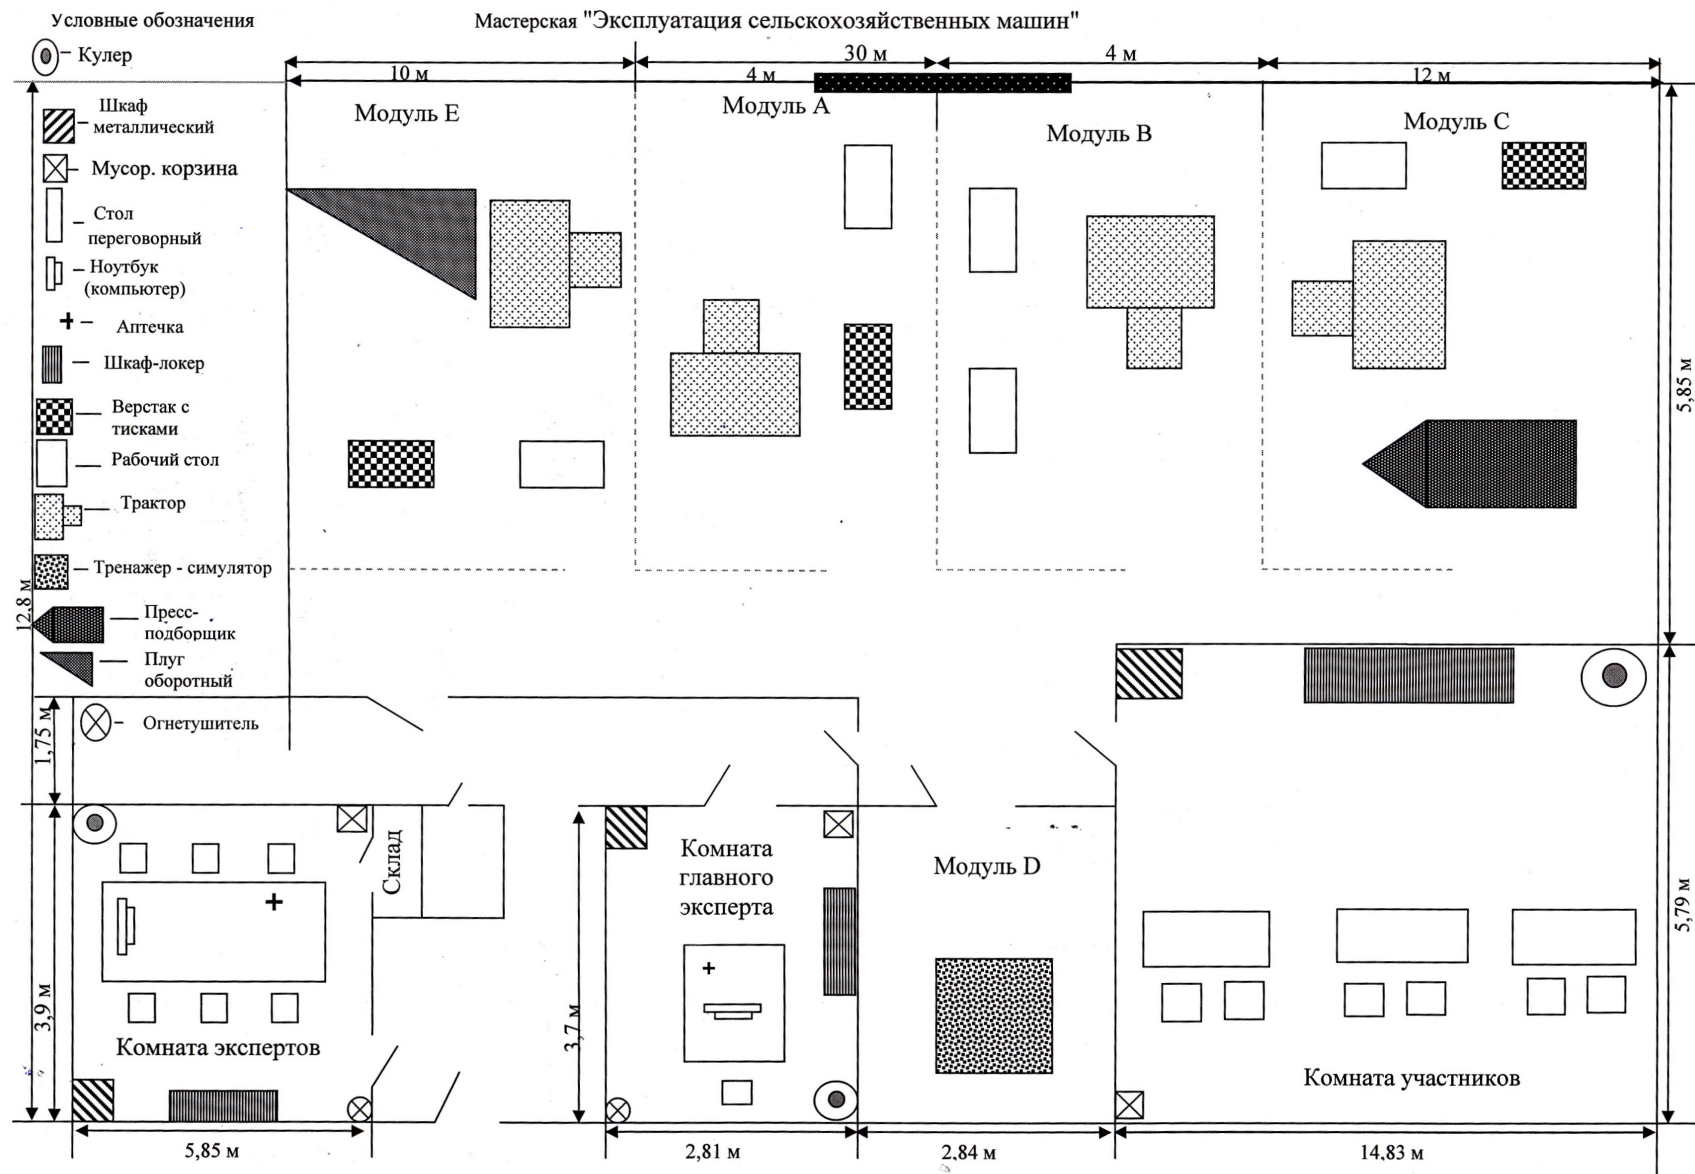 Условные обозначения
Мастерская "Эксплуатация сельскохозяйственных машин"
Кулер
30 м
4 м
10 м
4 м
12 м
Шкаф
металлический
Мусор. корзина
Стол
переговорный
Ноутбук
(компьютер)
Аптечка
Шкаф-локер
Верстак с
тисками
Рабочий стол
Трактор
Тренажер - симулятор
Пресс-
подборщик
Плуг
оборотный
Огнетушитель
Модуль Е
Модуль А
Модуль В
Модуль С
5,85 м
12,8 м
1,75 м
3,9 м
Склад
Комната экспертов
5,85 м
3,7 м
Комната
главного
эксперта
2,81 м
Модуль D
2,84 м
Комната участников
14,83 м
5,79 м